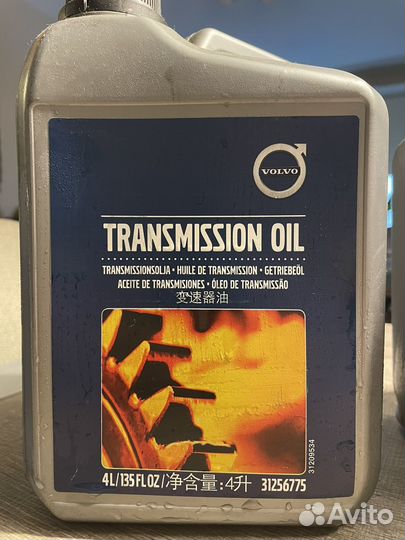 VOLVO
TRANSMISSION OIL
TRANSMISSIONSOLJA • HUILE DE TRANSMISSION • GETRIEBEÖL
ACEITE DE TRANSMISIONES • ÓLEO DE TRANSMISSÃO
变速器油
31209534
4L/135 FL OZ/净含量:4升 31256775
Avito